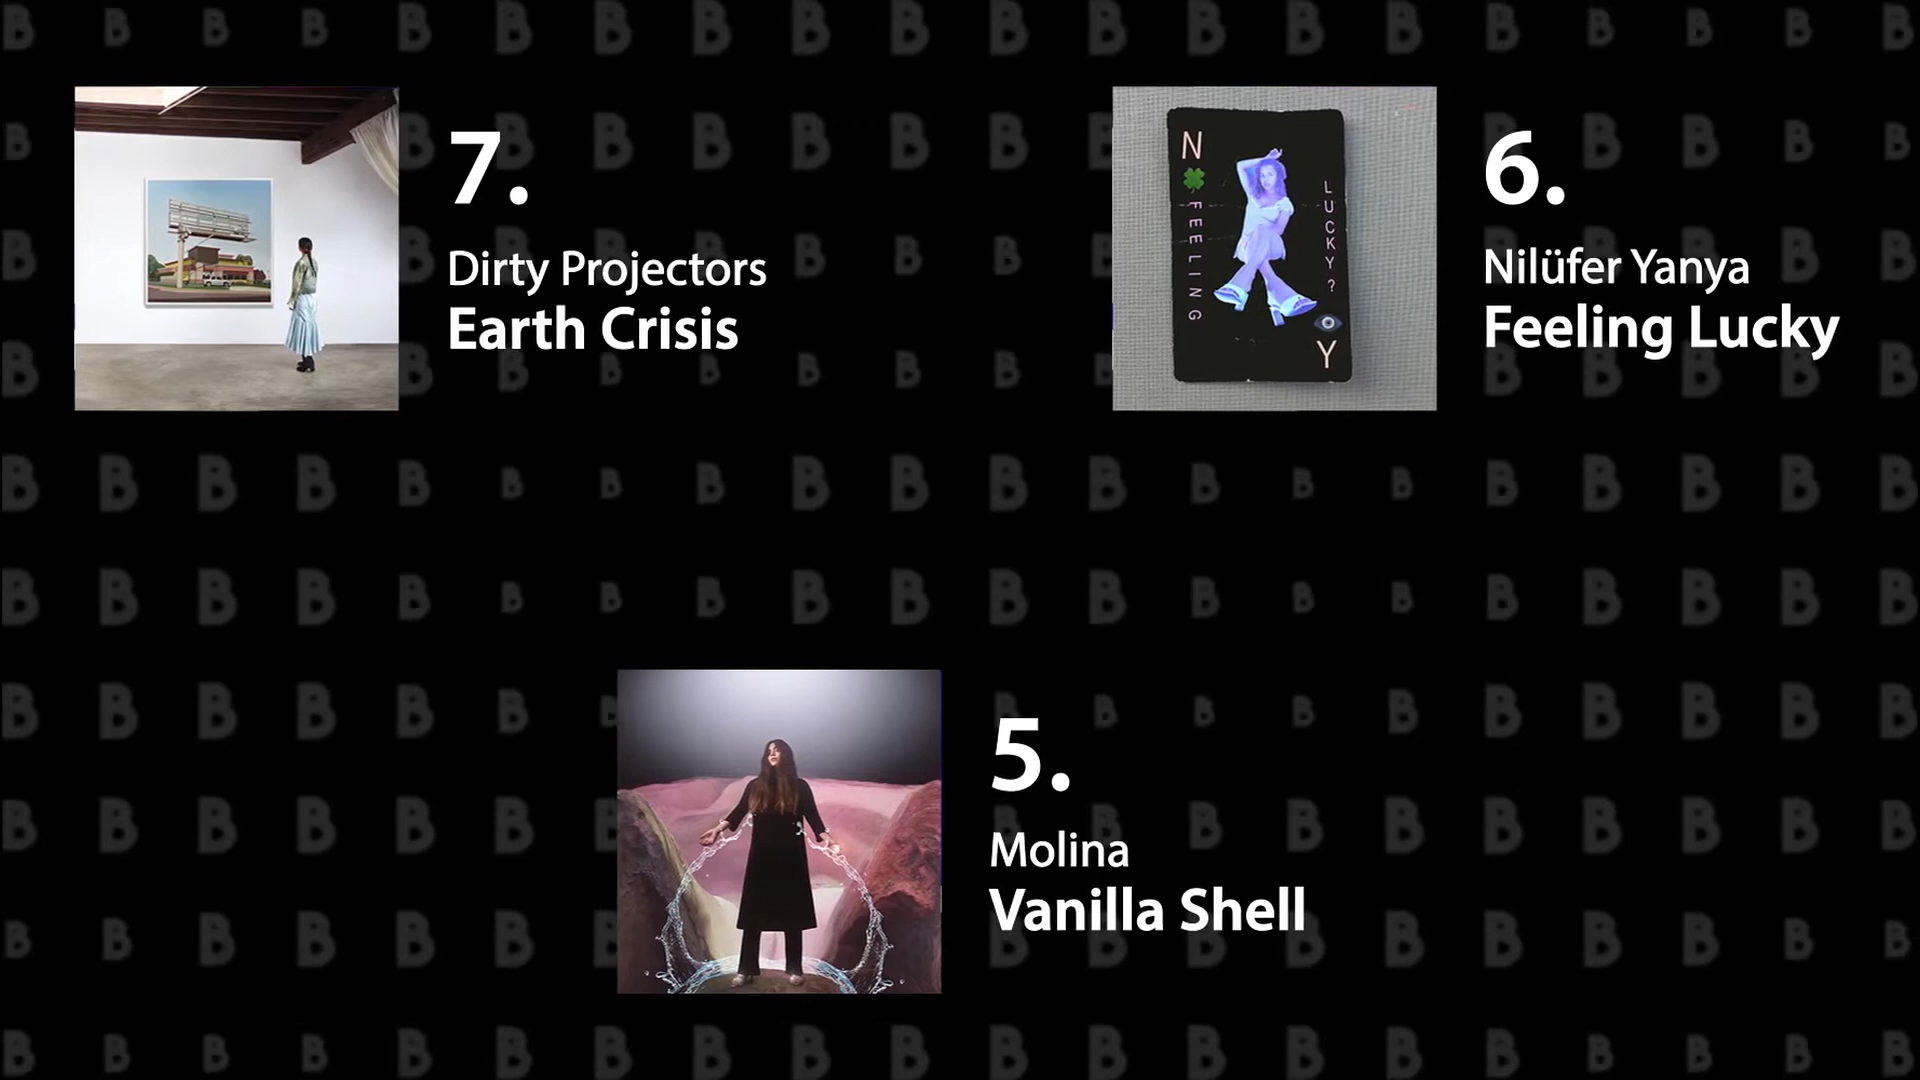 7.
Dirty Projectors
Earth Crisis
6.
Nilüfer Yanya
Feeling Lucky
N
FEELING
LUCKY?
Y
5.
Molina
Vanilla Shell